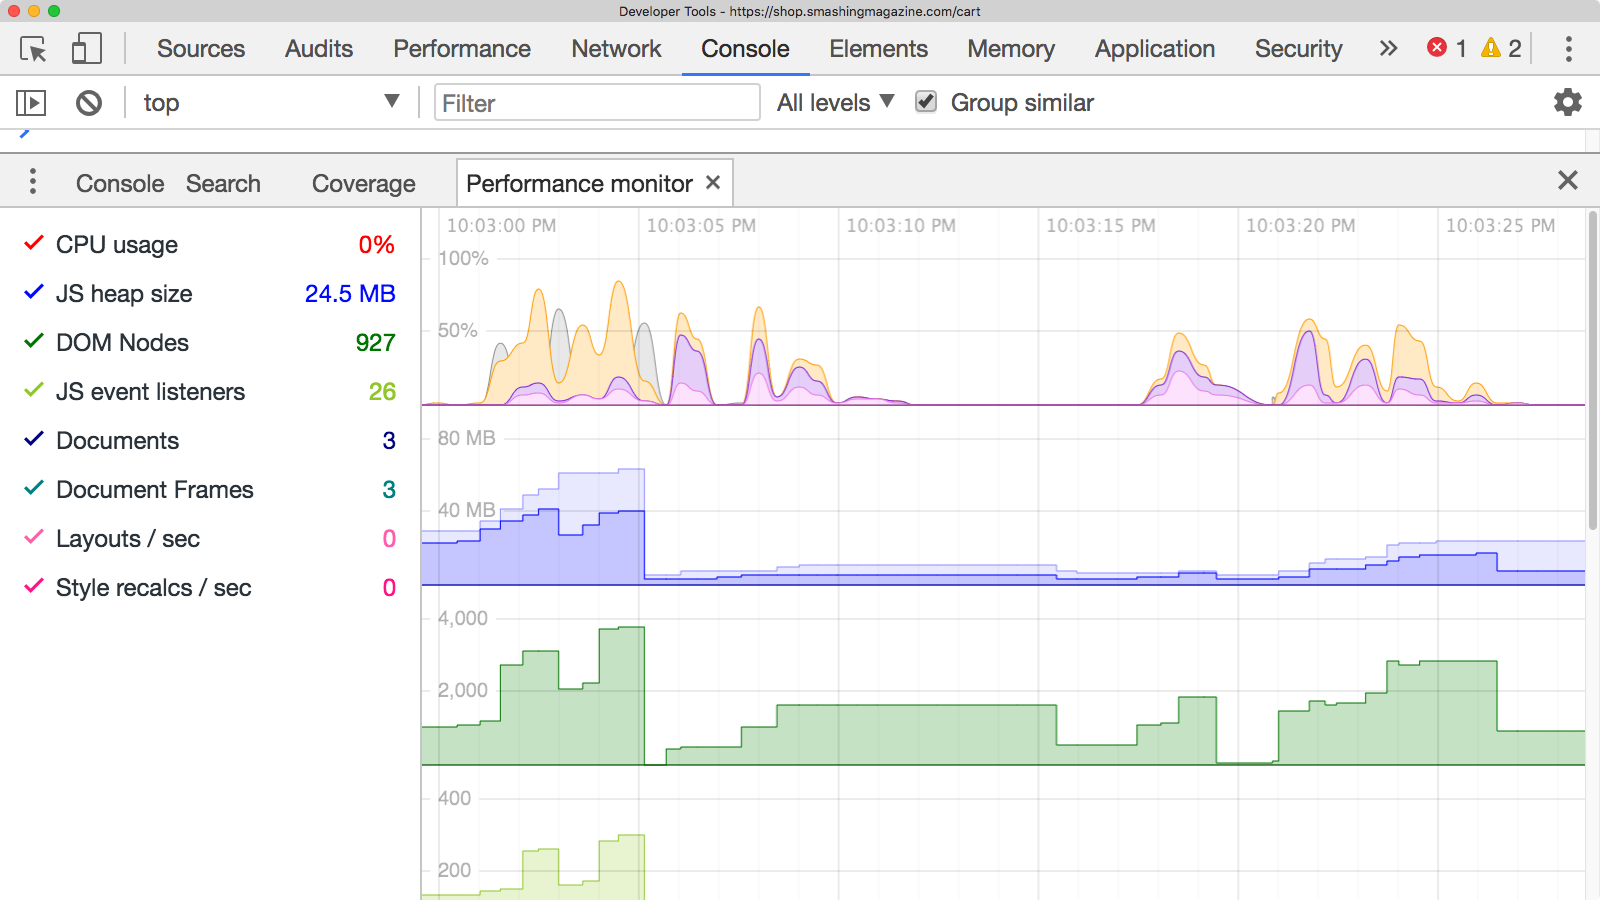 Developer Tools - https://shop.smashingmagazine.com/cart
Sources Audits Performance Network Console Elements Memory Application Security » 1 2
top ▼ Filter All levels ▼ Group similar
Console Search Coverage Performance monitor ×
10:03:00 PM 10:03:05 PM 10:03:10 PM 10:03:15 PM 10:03:20 PM 10:03:25 PM
CPU usage 0%
JS heap size 24.5 MB
DOM Nodes 927
JS event listeners 26
Documents 3
Document Frames 3
Layouts / sec 0
Style recalcs / sec 0
100%
50%
80 MB
40 MB
4,000
2,000
400
200